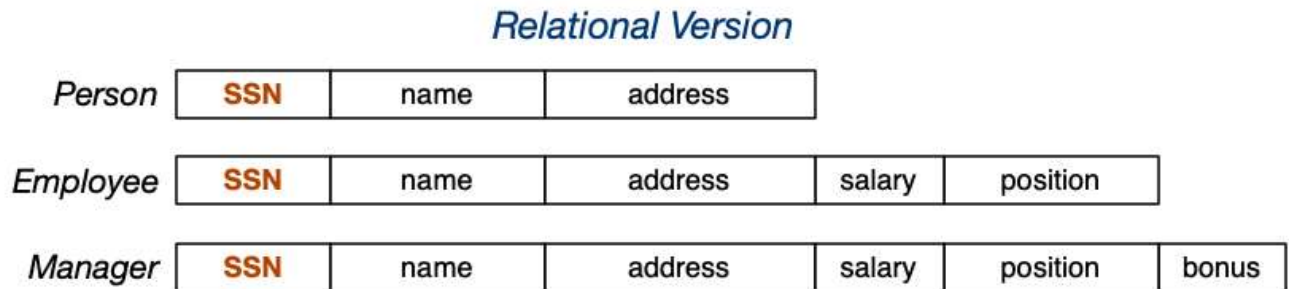 Relational Version
Person SSN name address
Employee SSN name address salary position
Manager SSN name address salary position bonus